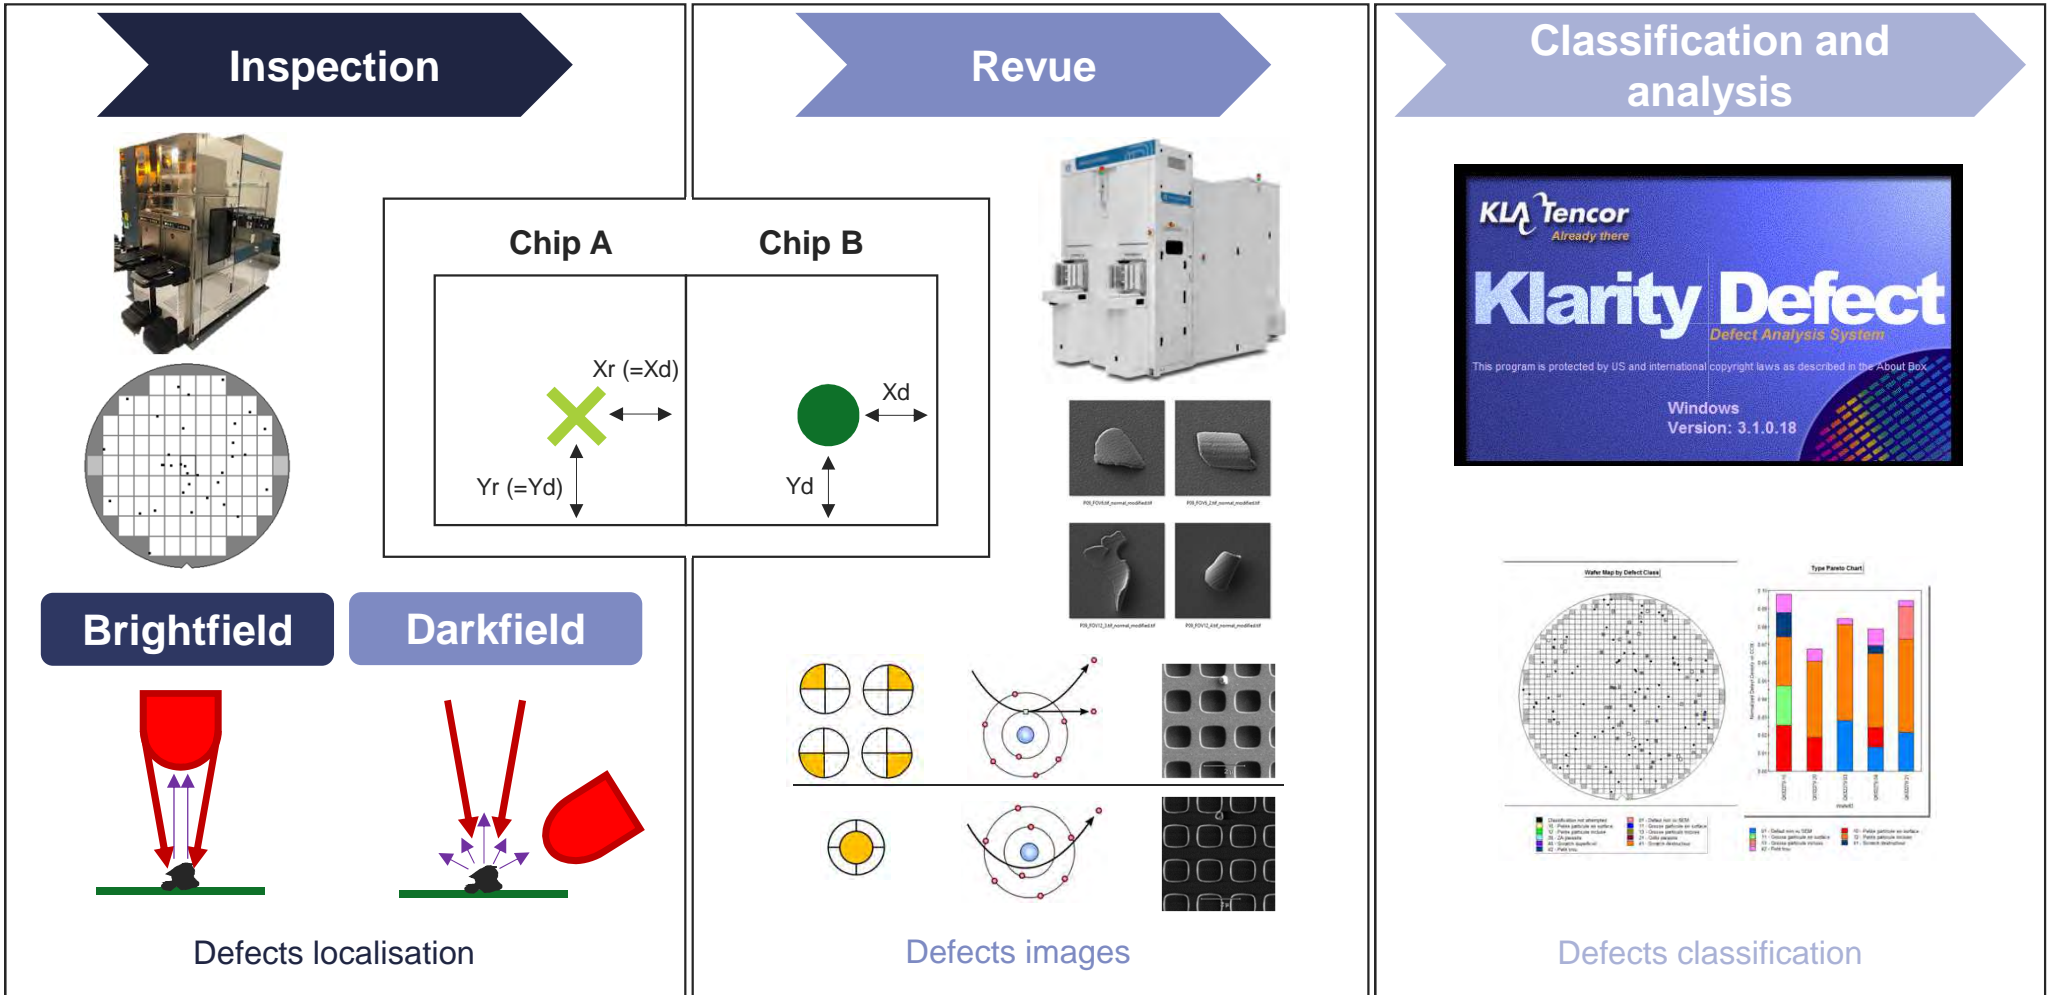 Inspection
Revue
Classification and
analysis
Chip A
Chip B
Xr (=Xd)
Xd
Yr (=Yd)
Yd
Brightfield
Darkfield
Defects localisation
Defects images
KLA Tencor
Already there
Klarity Defect
Defect Analysis System
This program is protected by US and international copyright laws as described in the About Box
Windows
Version: 3.1.0.18
Wafer Map by Defect Class
Type Pareto Chart
Defects classification